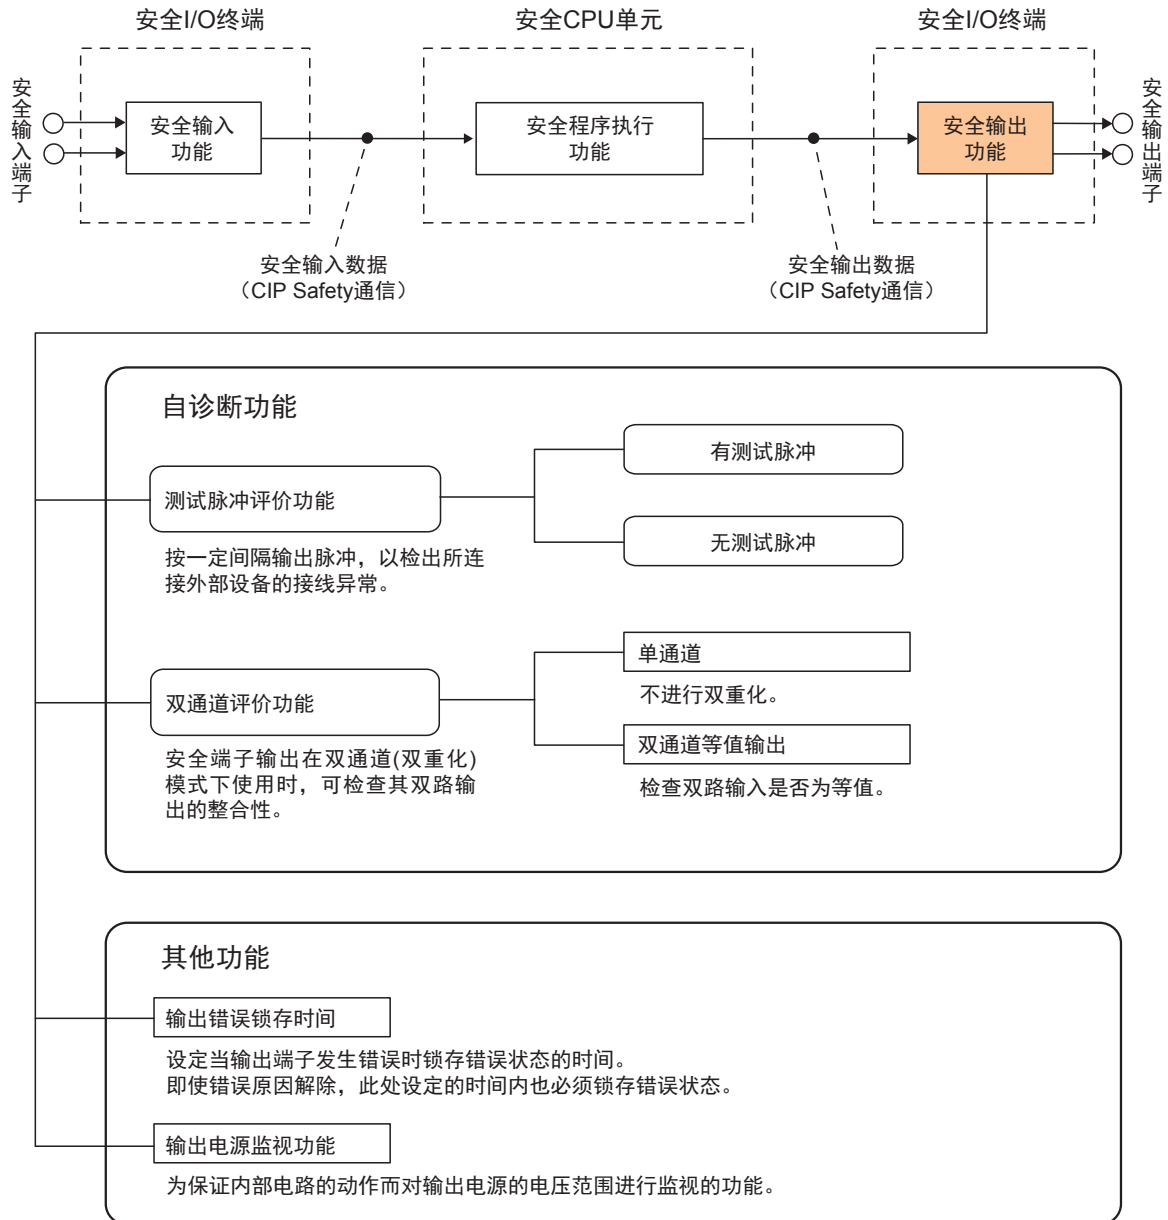 安全I/O终端
安全CPU单元
安全I/O终端
安全输入端子
安全输入
功能
安全程序执行
功能
安全输出
功能
安全输出端子
安全输入数据
（CIP Safety通信）
安全输出数据
（CIP Safety通信）
自诊断功能
有测试脉冲
测试脉冲评价功能
无测试脉冲
按一定间隔输出脉冲，以检出所连
接外部设备的接线异常。
单通道
不进行双重化。
双通道评价功能
双通道等值输出
安全端子输出在双通道(双重化)
模式下使用时，可检查其双路输
出的整合性。
检查双路输入是否为等值。
其他功能
输出错误锁存时间
设定当输出端子发生错误时锁存错误状态的时间。
即使错误原因解除，此处设定的时间内也必须锁存错误状态。
输出电源监视功能
为保证内部电路的动作而对输出电源的电压范围进行监视的功能。